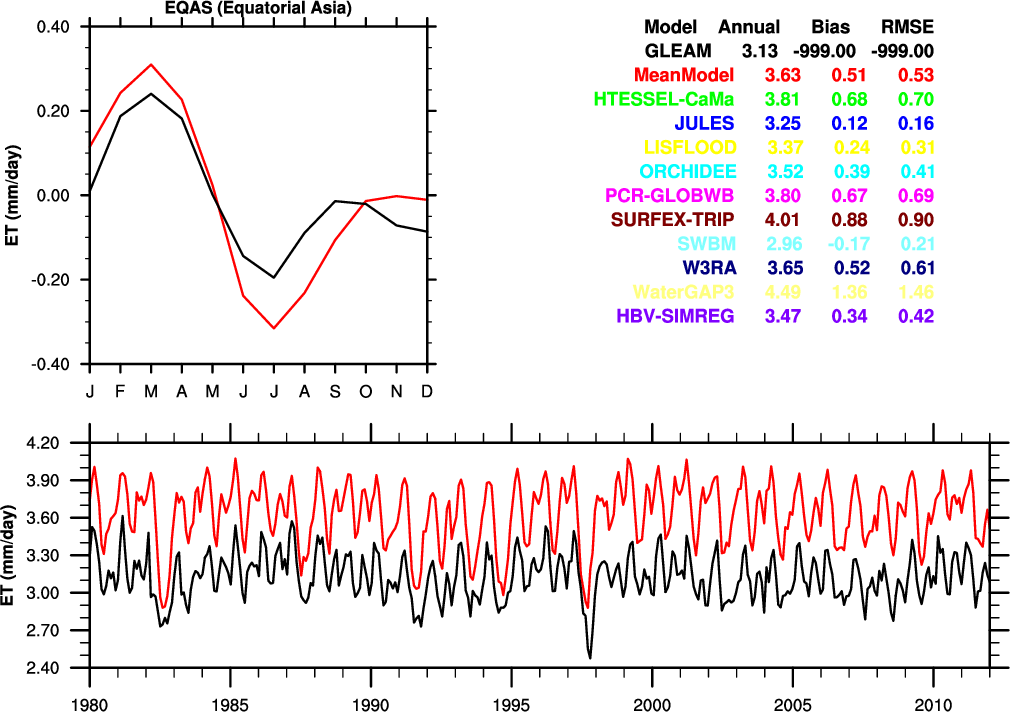 EQAS (Equatorial Asia)
0.40
0.20
0.00
-0.20
-0.40
ET (mm/day)
J F M A M J J A S O N D
Model Annual Bias RMSE
GLEAM 3.13 -999.00 -999.00
MeanModel 3.63 0.51 0.53
HTESSEL-CaMa 3.81 0.68 0.70
JULES 3.25 0.12 0.16
LISFLOOD 3.37 0.24 0.31
ORCHIDEE 3.52 0.39 0.41
PCR-GLOBWB 3.80 0.67 0.69
SURFEX-TRIP 4.01 0.88 0.90
SWBM 2.96 -0.17 0.21
W3RA 3.65 0.52 0.61
WaterGAP3 4.49 1.36 1.46
HBV-SIMREG 3.47 0.34 0.42
4.20
3.90
3.60
3.30
3.00
2.70
2.40
ET (mm/day)
1980 1985 1990 1995 2000 2005 2010